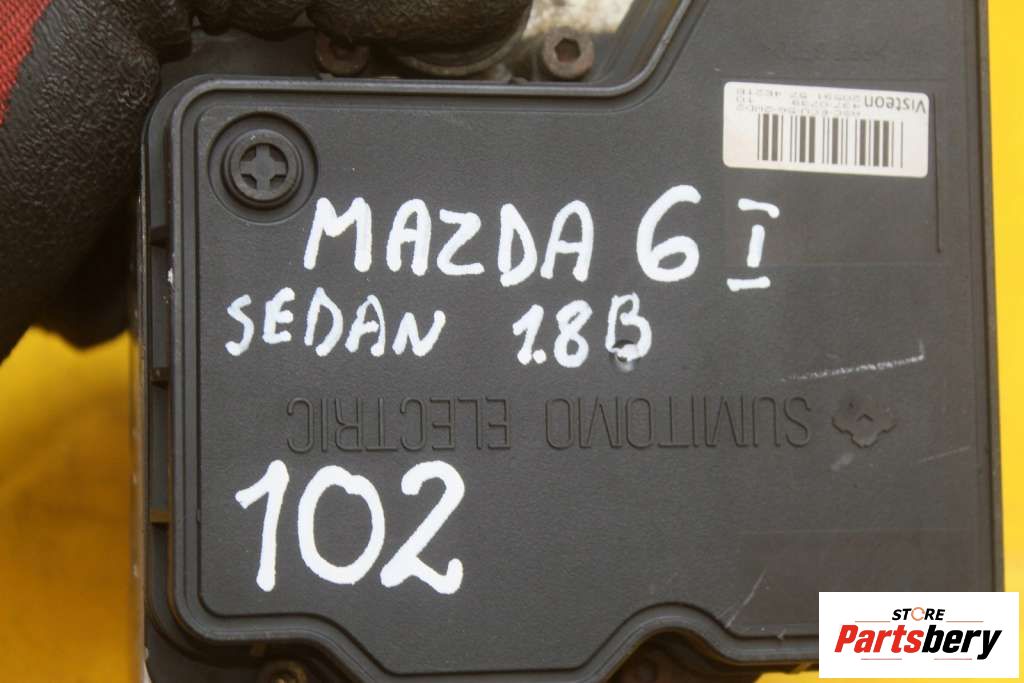 Visteon
MAZDA 6 I
SEDAN 1.8B
SUMITOMO ELECTRIC
102
STORE
Partsbery